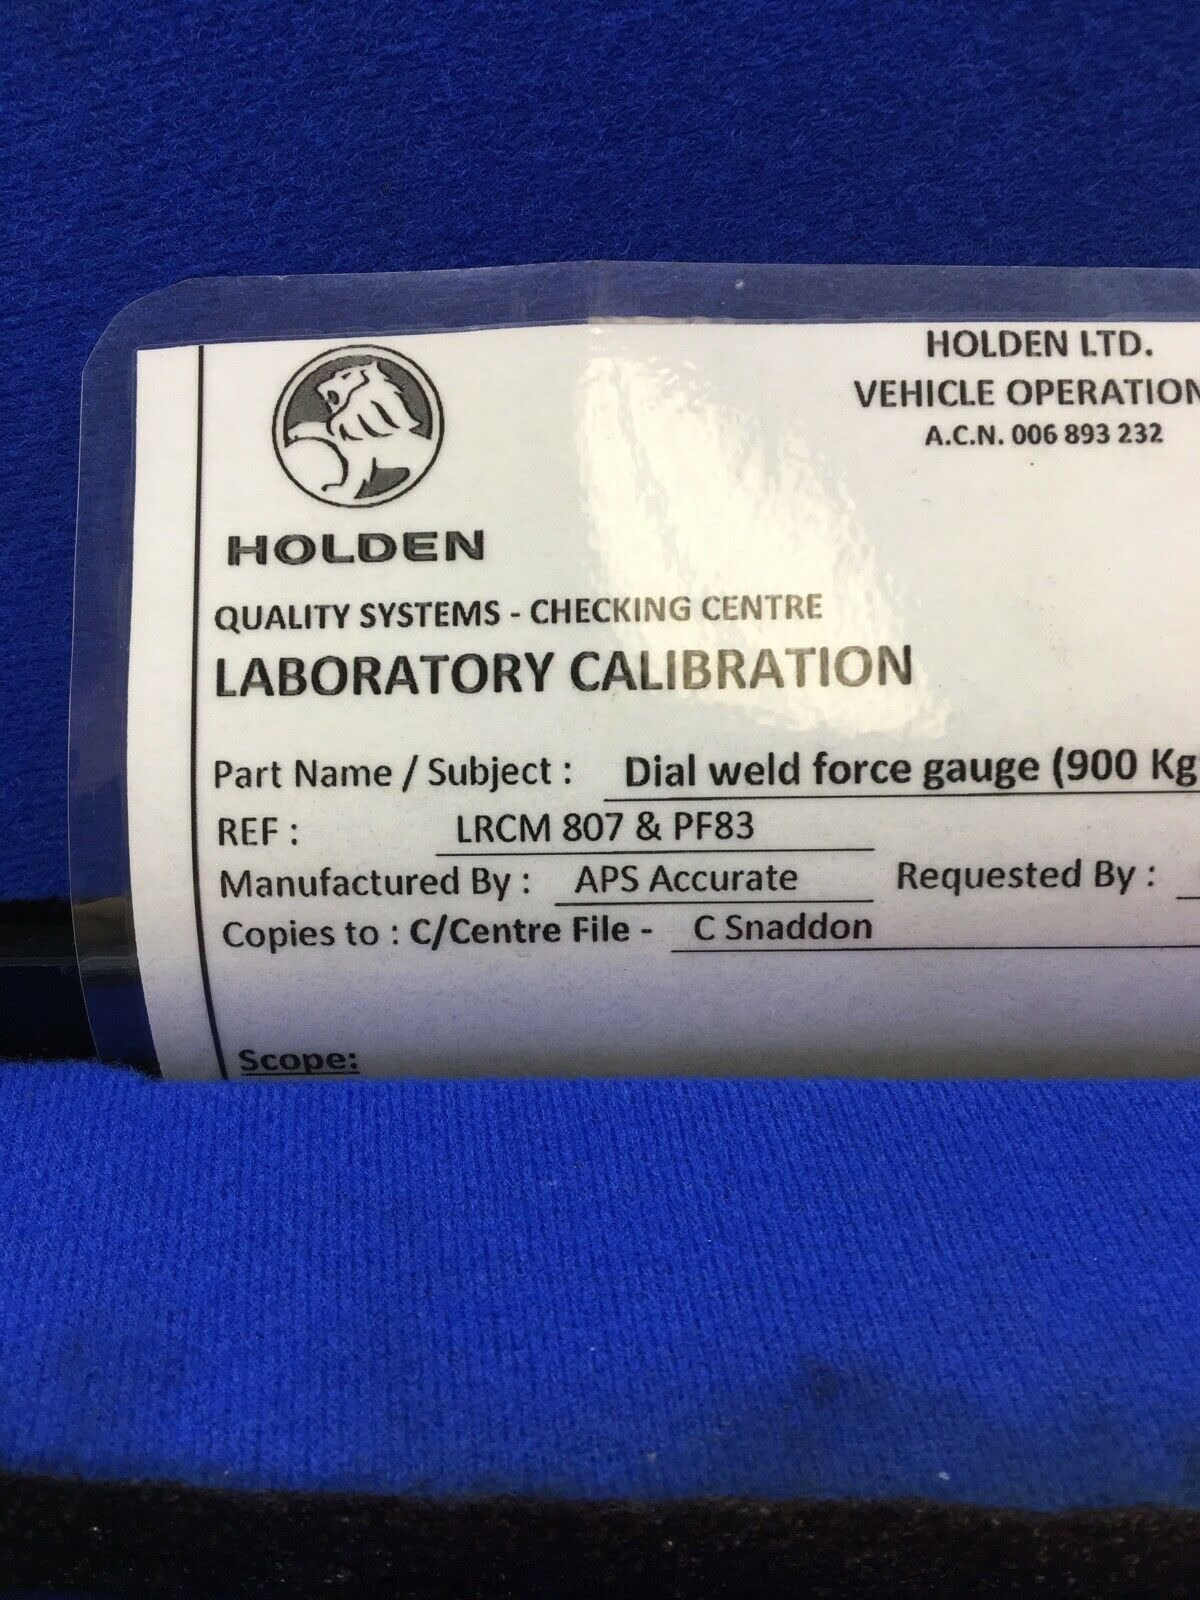 HOLDEN LTD.
VEHICLE OPERATION
A.C.N. 006 893 232
HOLDEN
QUALITY SYSTEMS - CHECKING CENTRE
LABORATORY CALIBRATION
Part Name / Subject : Dial weld force gauge (900 Kg
REF : LRCM 807 & PF83
Manufactured By : APS Accurate Requested By :
Copies to : C/Centre File - C Snaddon
Scope: